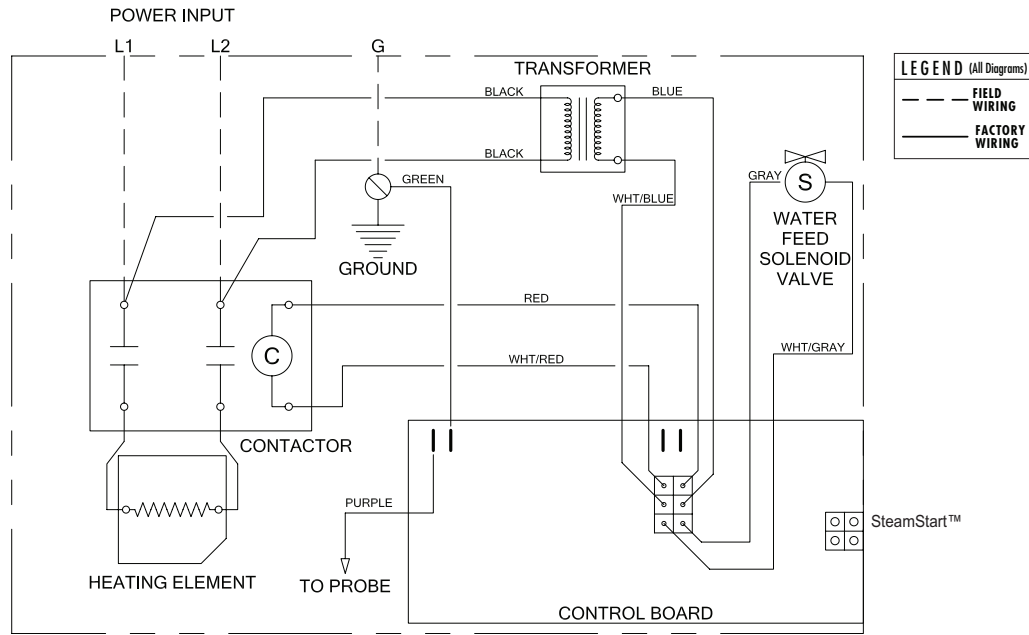 POWER INPUT
L1
L2
G
TRANSFORMER
LEGEND (All Diagrams)
FIELD
WIRING
FACTORY
WIRING
BLACK
BLUE
BLACK
GREEN
WHT/BLUE
GRAY
S
WATER
FEED
SOLENOID
VALVE
GROUND
RED
C
WHT/RED
WHT/GRAY
CONTACTOR
PURPLE
SteamStart™
HEATING ELEMENT
TO PROBE
CONTROL BOARD